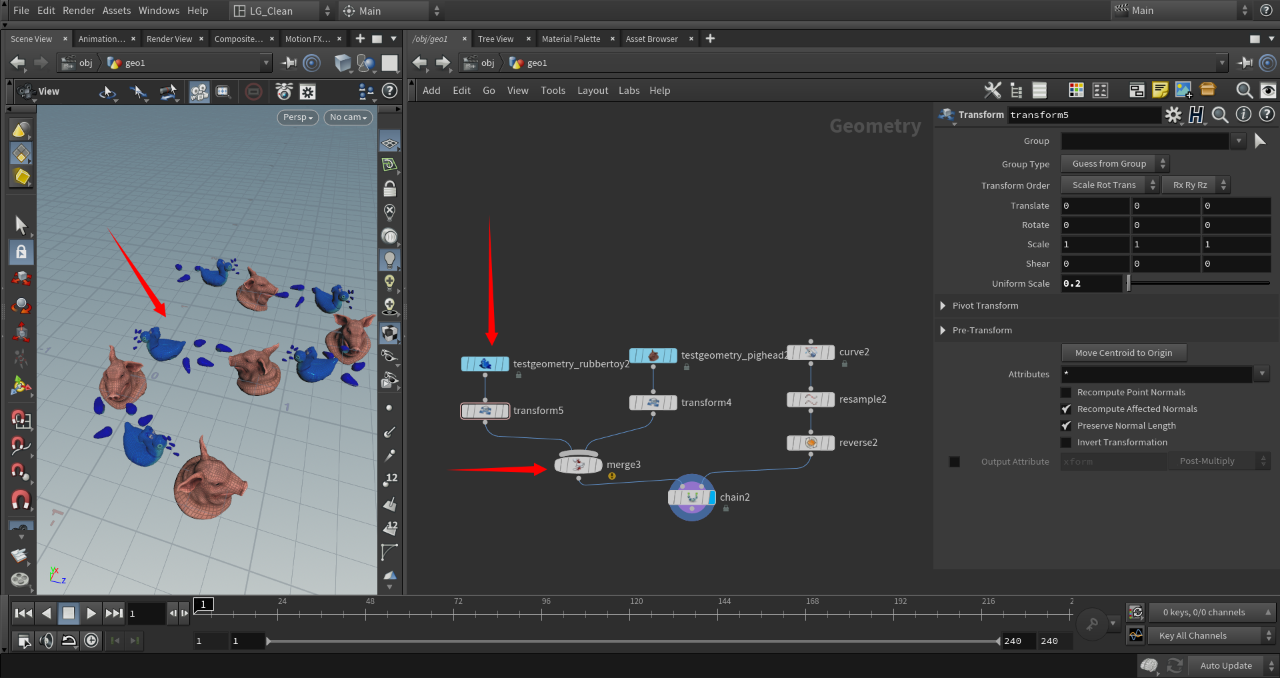 File Edit Render Assets Windows Help LG_Clean Main Main
Scene View Animation... Render View Composite... Motion FX... /obj/geo1 Tree View Material Palette Asset Browser
obj geo1 obj geo1
View Add Edit Go View Tools Layout Labs Help
Persp No cam
Geometry
Transform transform5
Group
Group Type Guess from Group
Transform Order Scale Rot Trans Rx Ry Rz
Translate 0 0 0
Rotate 0 0 0
Scale 1 1 1
Shear 0 0 0
Uniform Scale 0.2
Pivot Transform
Pre-Transform
Move Centroid to Origin
Attributes *
Recompute Point Normals
Recompute Affected Normals
Preserve Normal Length
Invert Transformation
Output Attribute xform Post-Multiply
testgeometry_rubbertoy2
testgeometry_pighead2
curve2
transform5
transform4
resample2
reverse2
merge3
chain2
12
12
1
-1
1 1 24 48 72 96 120 144 168 192 216 2
1 1 240 240
0 keys, 0/0 channels
Key All Channels
Auto Update